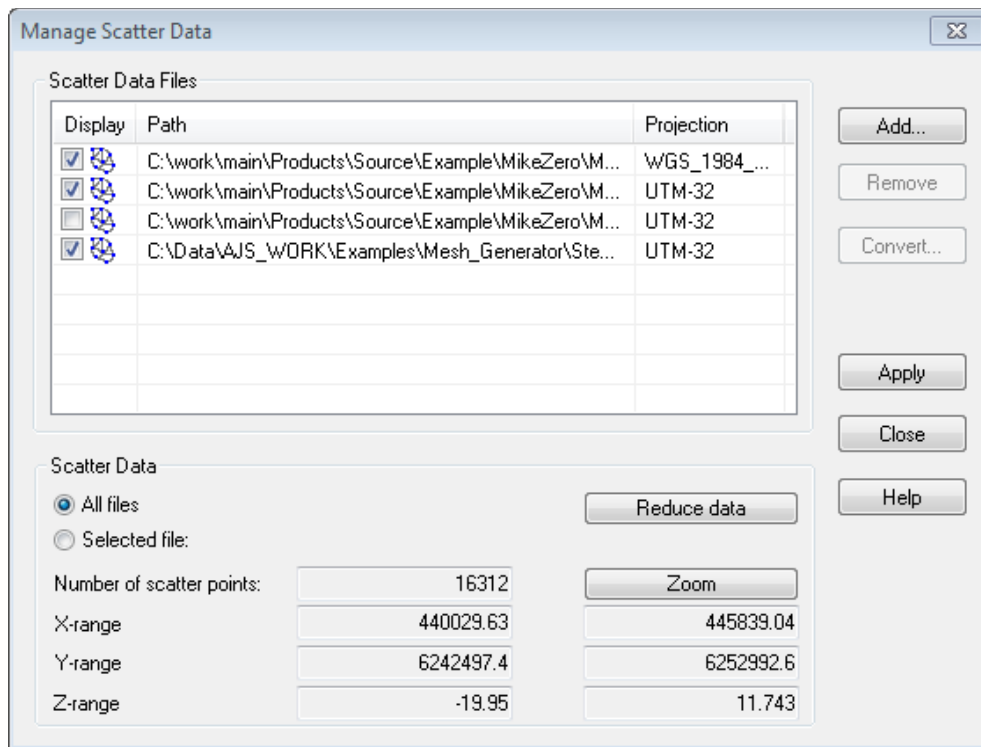 Manage Scatter Data
Scatter Data Files
Display Path Projection
C:\work\main\Products\Source\Example\MikeZero\M... WGS_1984_...
C:\work\main\Products\Source\Example\MikeZero\M... UTM-32
C:\work\main\Products\Source\Example\MikeZero\M... UTM-32
C:\Data\AJS_WORK\Examples\Mesh_Generator\Ste... UTM-32
Add...
Remove
Convert...
Apply
Close
Help
Scatter Data
All files
Reduce data
Selected file:
Number of scatter points: 16312 Zoom
X-range 440029.63 445839.04
Y-range 6242497.4 6252992.6
Z-range -19.95 11.743